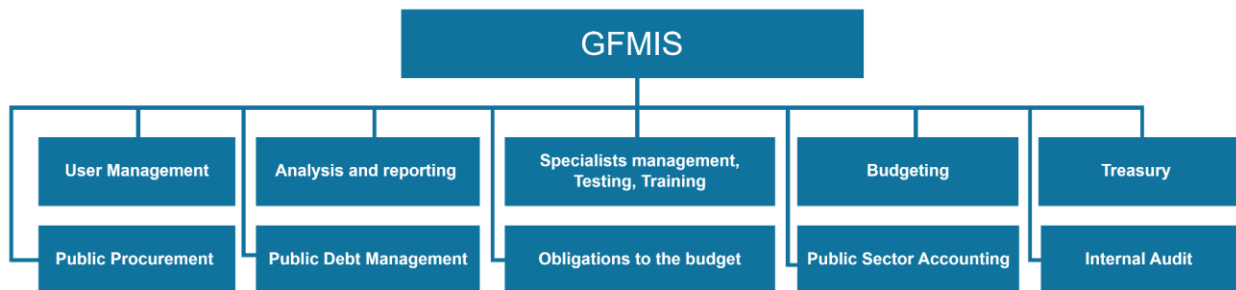 GFMIS
User Management
Analysis and reporting
Specialists management,
Testing, Training
Budgeting
Treasury
Public Procurement
Public Debt Management
Obligations to the budget
Public Sector Accounting
Internal Audit